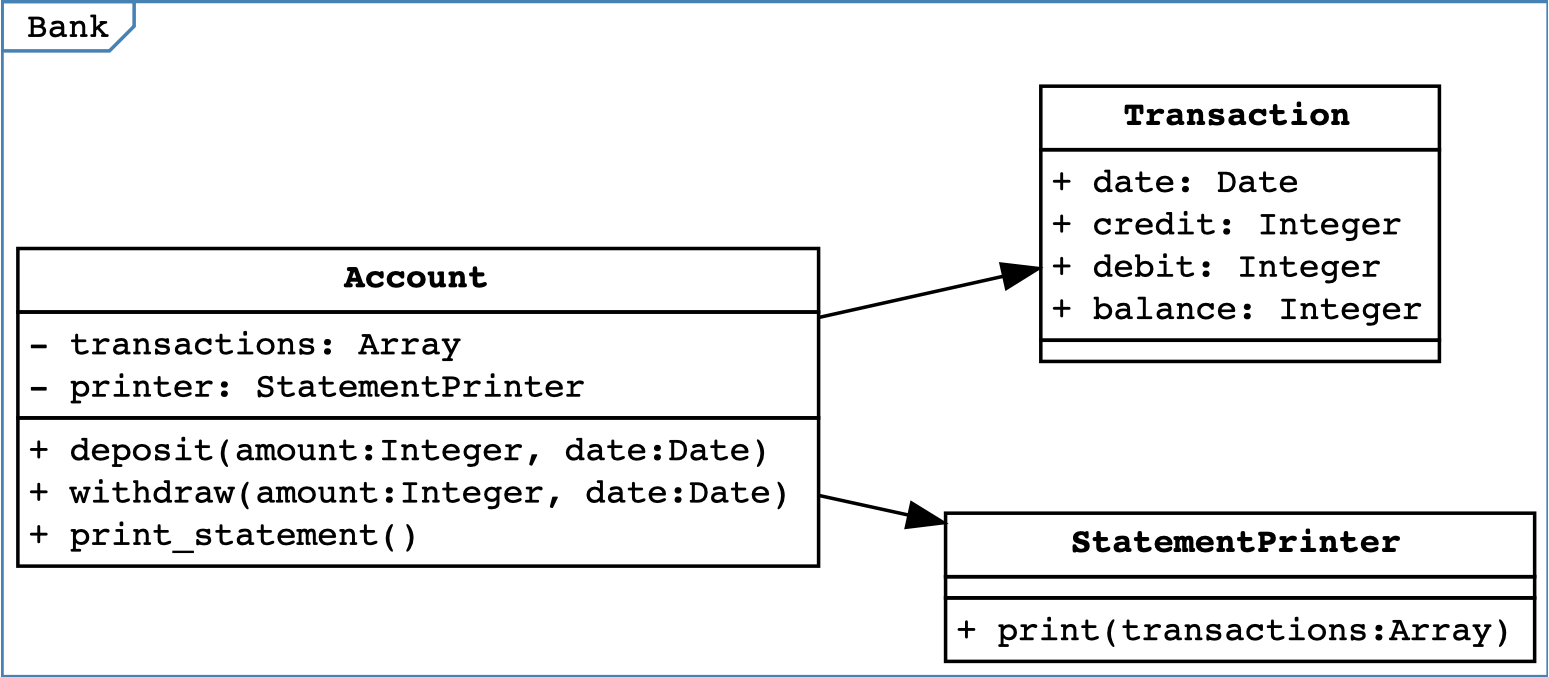 Bank
Transaction
+ date: Date
+ credit: Integer
+ debit: Integer
+ balance: Integer
Account
- transactions: Array
- printer: StatementPrinter
+ deposit(amount:Integer, date:Date)
+ withdraw(amount:Integer, date:Date)
+ print_statement()
StatementPrinter
+ print(transactions:Array)